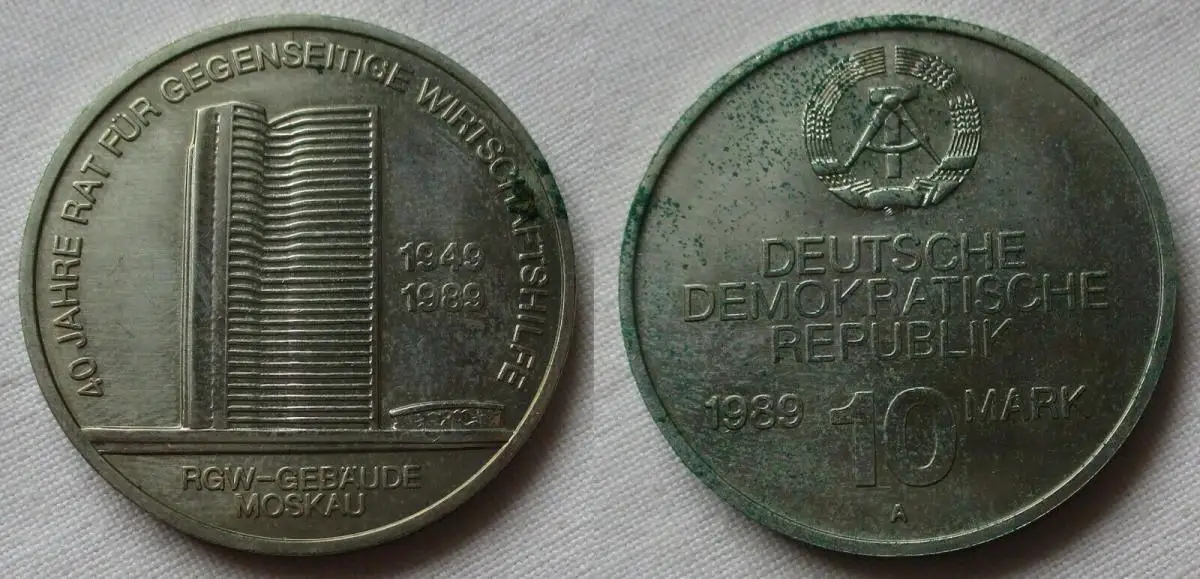 40 JAHRE RAT FÜR GEGENSEITIGE WIRTSCHAFTSHILFE
1949
1989
RGW-GEBÄUDE
MOSKAU
DEUTSCHE
DEMOKRATISCHE
REPUBLIK
1989 10 MARK
A